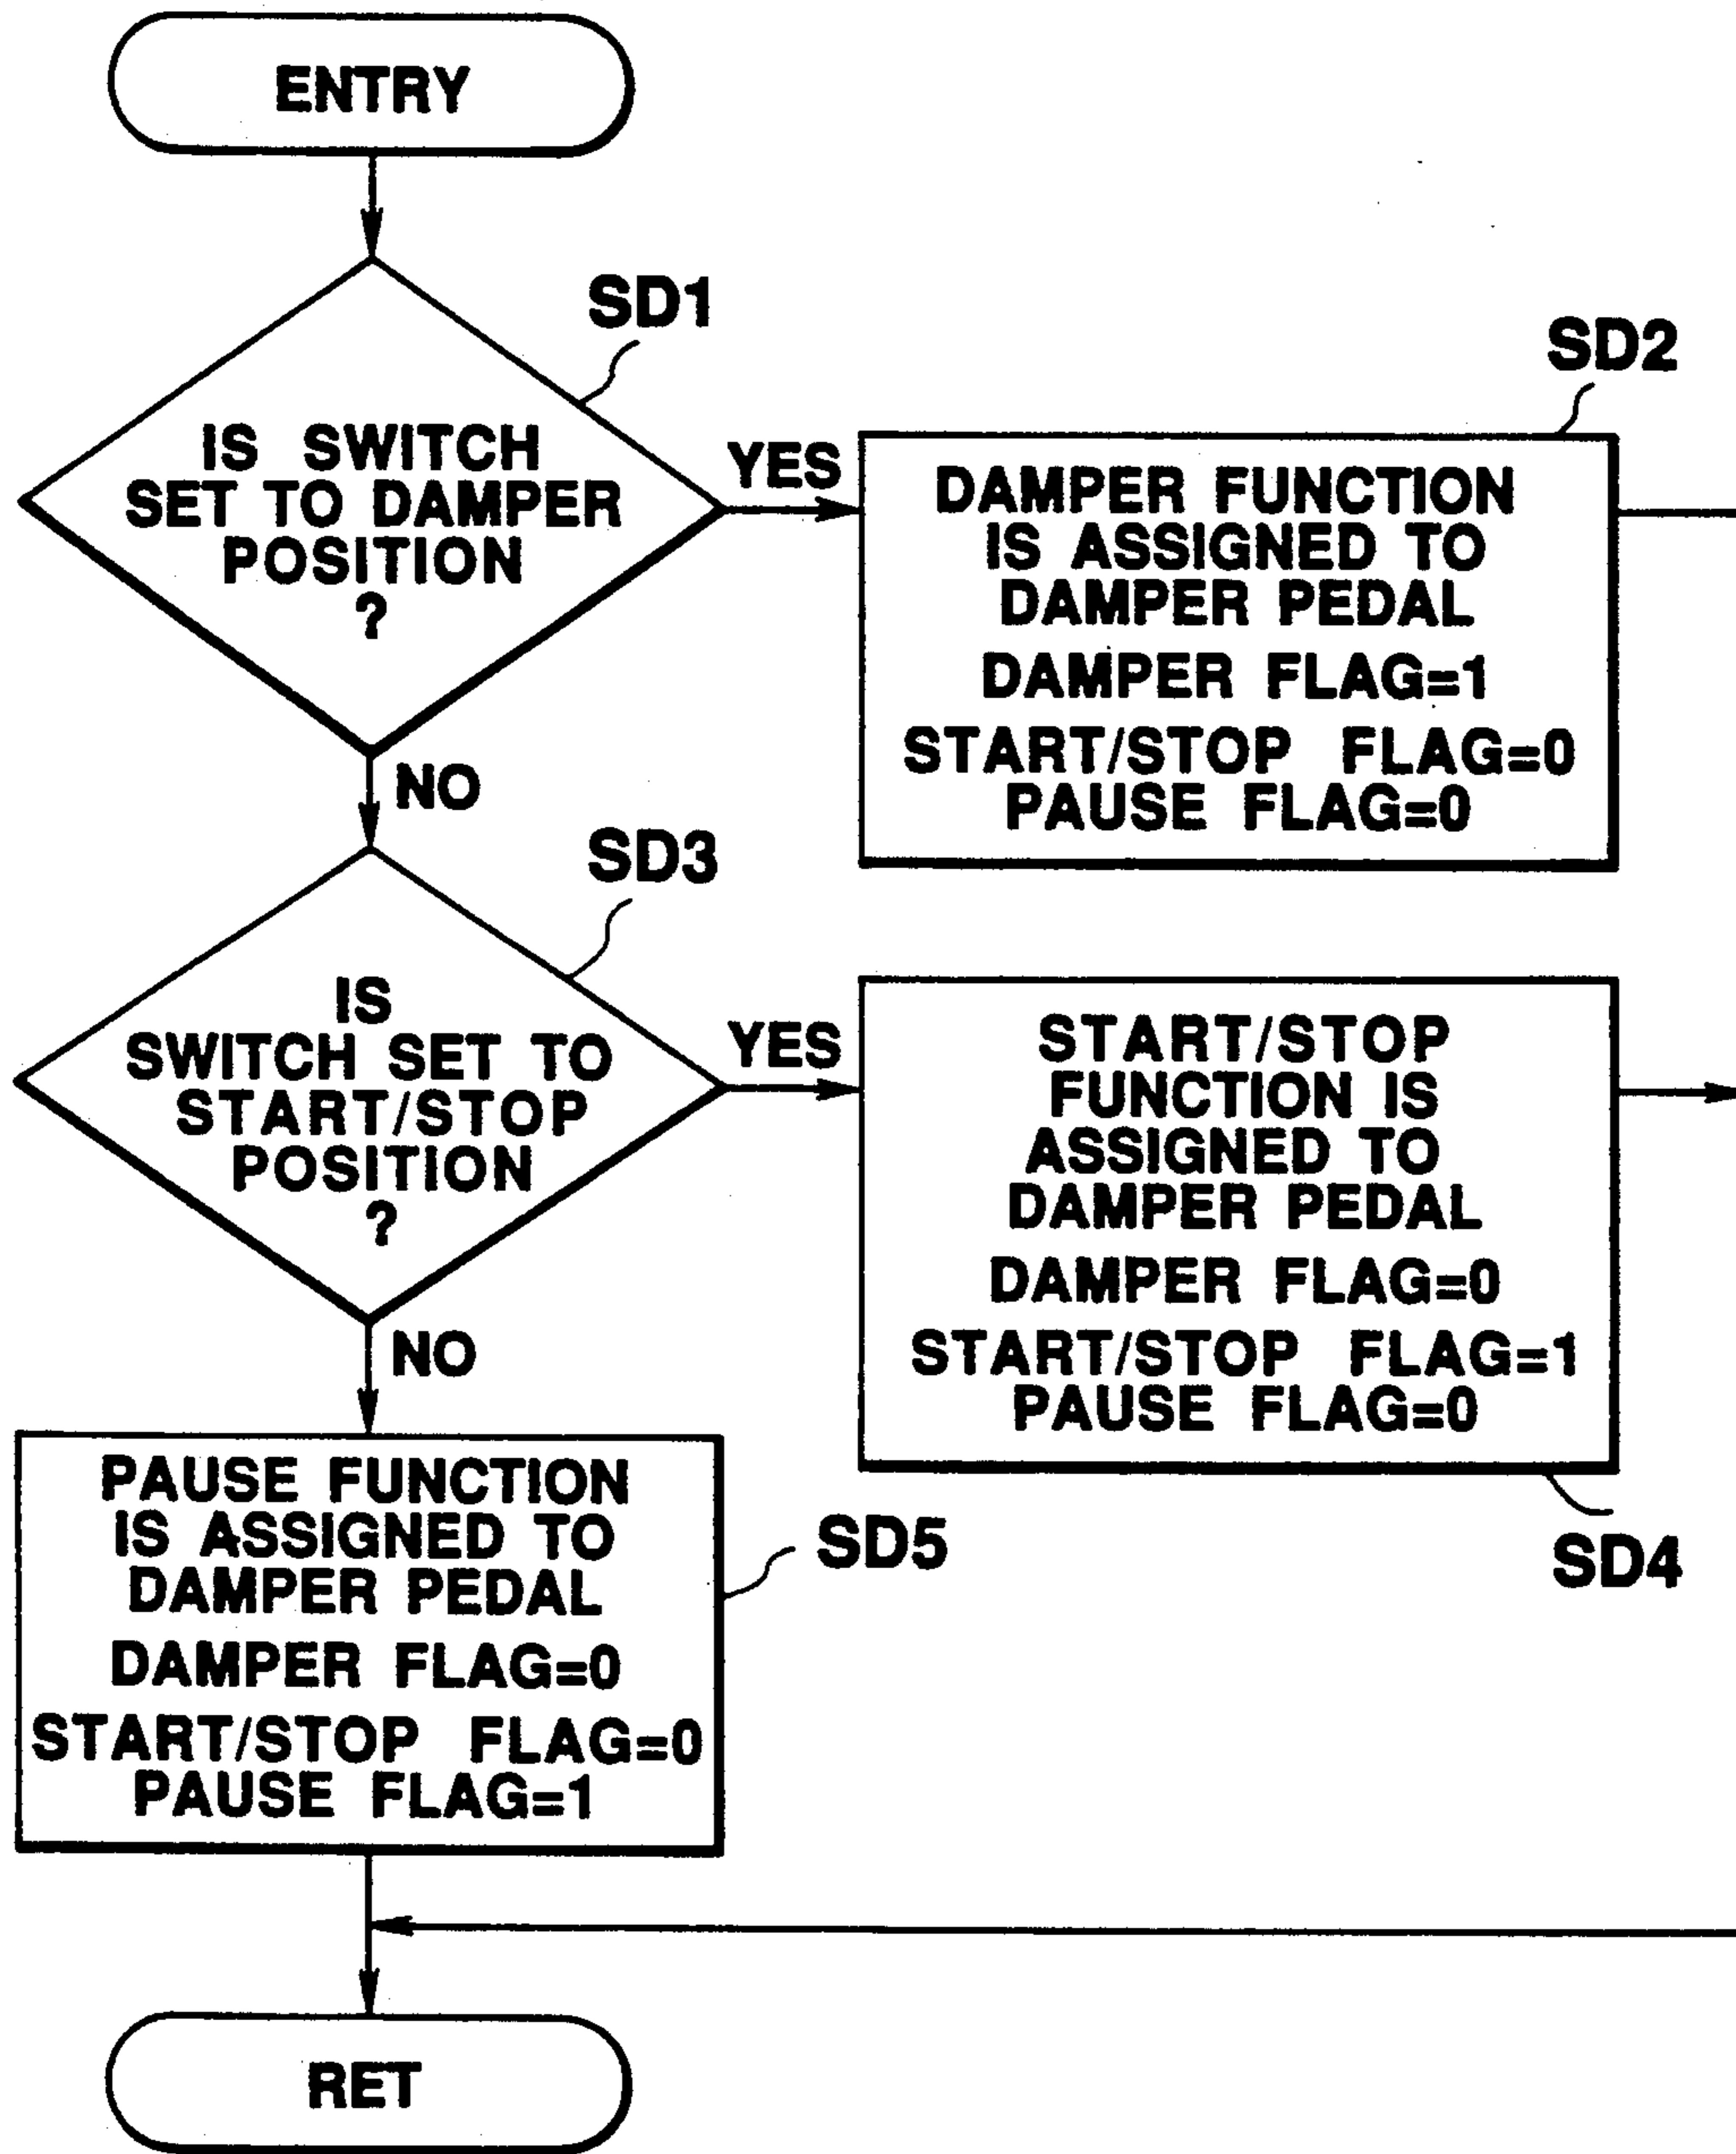 ENTRY
SD1
IS SWITCH
SET TO DAMPER
POSITION
?
YES
NO
SD2
DAMPER FUNCTION
IS ASSIGNED TO
DAMPER PEDAL
DAMPER FLAG=1
START/STOP FLAG=0
PAUSE FLAG=0
SD3
IS
SWITCH SET TO
START/STOP
POSITION
?
YES
NO
START/STOP
FUNCTION IS
ASSIGNED TO
DAMPER PEDAL
DAMPER FLAG=0
START/STOP FLAG=1
PAUSE FLAG=0
SD4
PAUSE FUNCTION
IS ASSIGNED TO
DAMPER PEDAL
DAMPER FLAG=0
START/STOP FLAG=0
PAUSE FLAG=1
SD5
RET